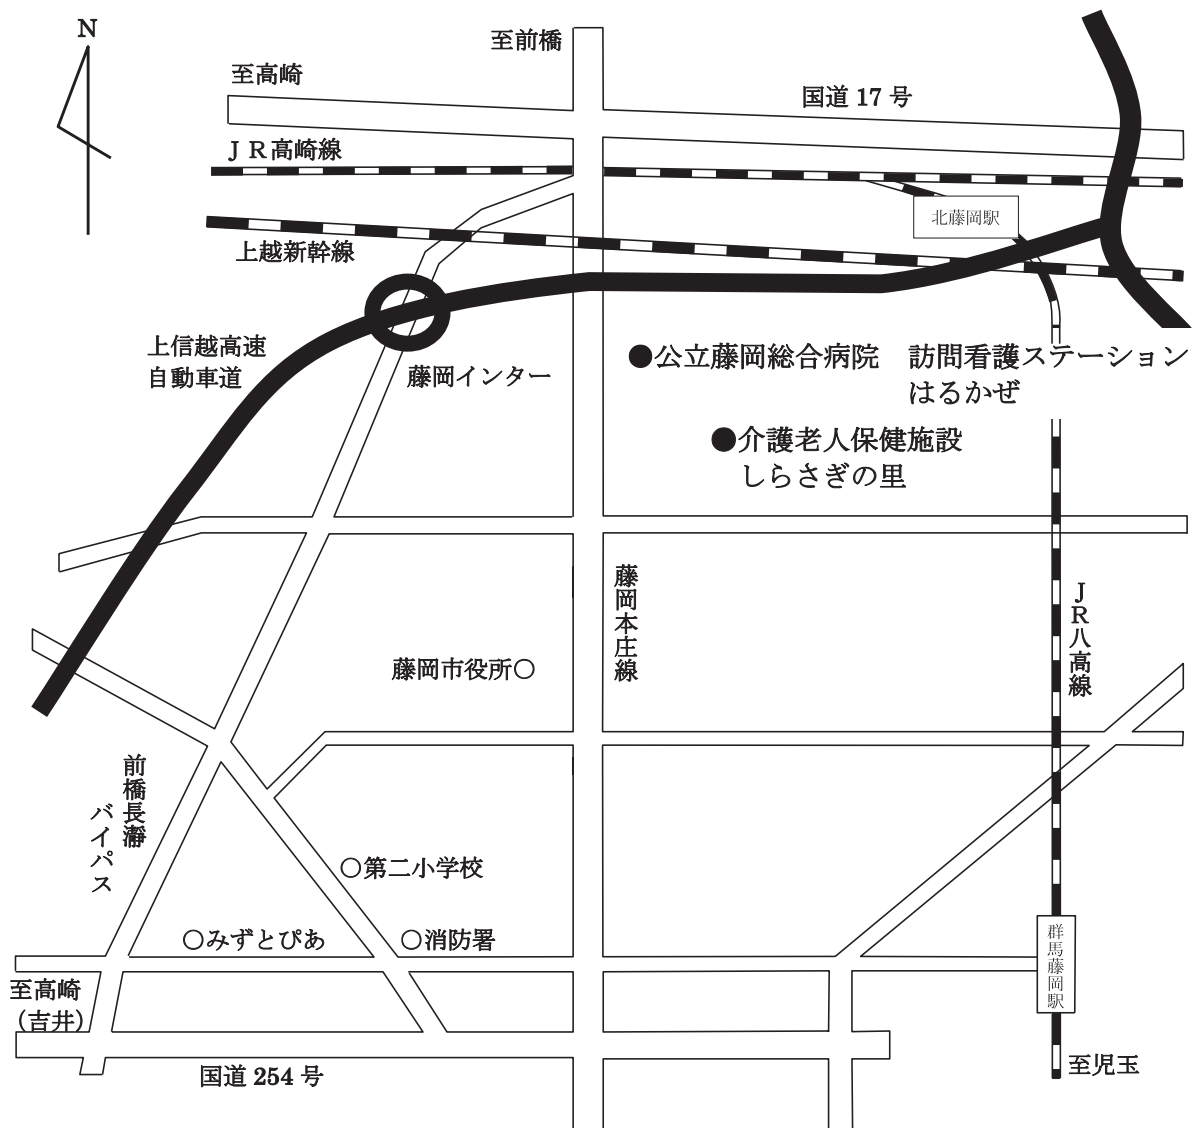 N
至前橋
至高崎
国道 17 号
ＪＲ高崎線
北藤岡駅
上越新幹線
上信越高速
自動車道
藤岡インター
●公立藤岡総合病院　訪問看護ステーション
はるかぜ
●介護老人保健施設
しらさぎの里
藤岡本庄線
ＪＲ八高線
藤岡市役所○
前橋長瀞
バイパス
○第二小学校
○みずとぴあ
○消防署
群馬藤岡駅
至高崎
（吉井）
国道 254 号
至児玉